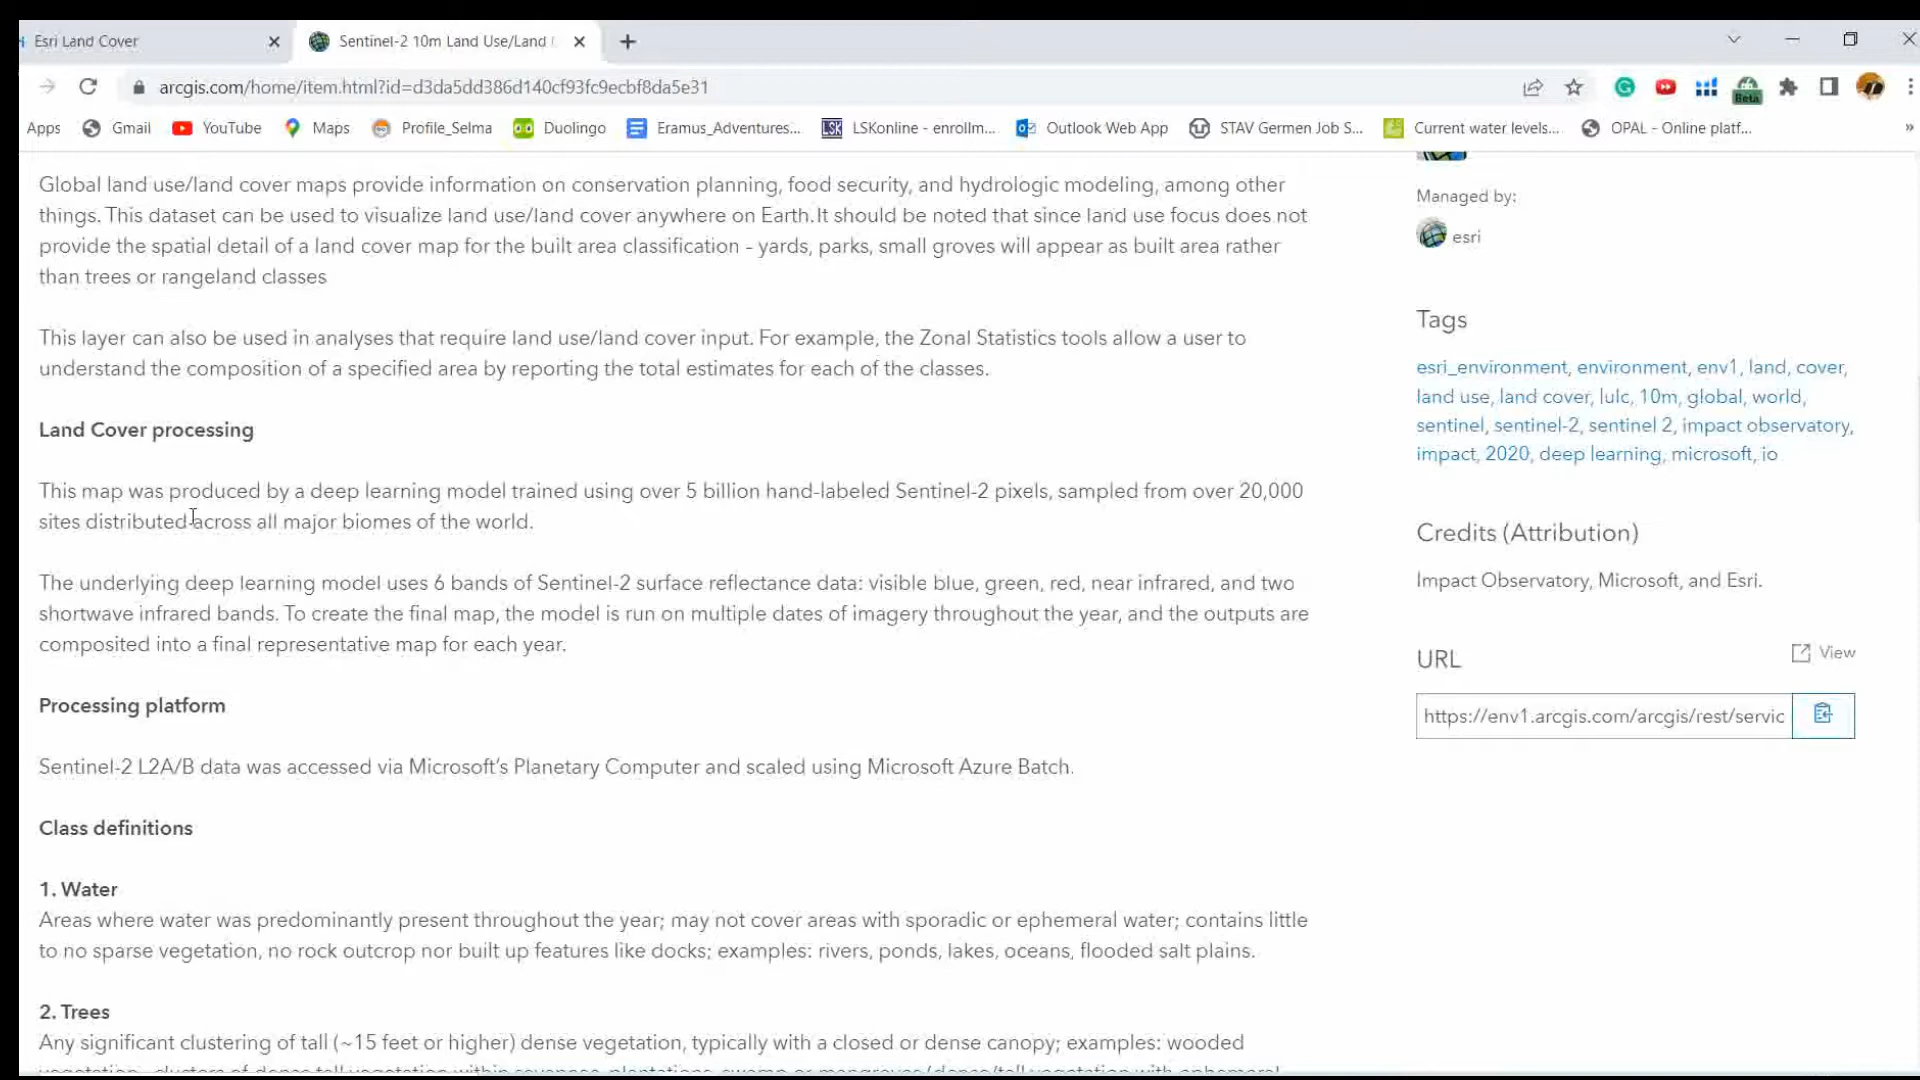 Esri Land Cover
Sentinel-2 10m Land Use/Land
arcgis.com/home/item.html?id=d3da5dd386d140cf93fc9ecbf8da5e31
Beta
Apps Gmail YouTube Maps Profile_Selma Duolingo Eramus_Adventures... LSK LSKonline - enrollm... Outlook Web App STAV Germen Job S... Current water levels... OPAL - Online platf... »
Global land use/land cover maps provide information on conservation planning, food security, and hydrologic modeling, among other
things. This dataset can be used to visualize land use/land cover anywhere on Earth.It should be noted that since land use focus does not
provide the spatial detail of a land cover map for the built area classification – yards, parks, small groves will appear as built area rather
than trees or rangeland classes
This layer can also be used in analyses that require land use/land cover input. For example, the Zonal Statistics tools allow a user to
understand the composition of a specified area by reporting the total estimates for each of the classes.
Land Cover processing
This map was produced by a deep learning model trained using over 5 billion hand-labeled Sentinel-2 pixels, sampled from over 20,000
sites distributed across all major biomes of the world.
The underlying deep learning model uses 6 bands of Sentinel-2 surface reflectance data: visible blue, green, red, near infrared, and two
shortwave infrared bands. To create the final map, the model is run on multiple dates of imagery throughout the year, and the outputs are
composited into a final representative map for each year.
Processing platform
Sentinel-2 L2A/B data was accessed via Microsoft's Planetary Computer and scaled using Microsoft Azure Batch.
Class definitions
1. Water
Areas where water was predominantly present throughout the year; may not cover areas with sporadic or ephemeral water; contains little
to no sparse vegetation, no rock outcrop nor built up features like docks; examples: rivers, ponds, lakes, oceans, flooded salt plains.
2. Trees
Any significant clustering of tall (~15 feet or higher) dense vegetation, typically with a closed or dense canopy; examples: wooded
vegetation, clusters of dense tall vegetation within savannas, plantations, swamp or mangroves (dense/tall vegetation with ephemeral
Managed by:
esri
Tags
esri_environment, environment, env1, land, cover,
land use, land cover, lulc, 10m, global, world,
sentinel, sentinel-2, sentinel 2, impact observatory,
impact, 2020, deep learning, microsoft, io
Credits (Attribution)
Impact Observatory, Microsoft, and Esri.
URL
View
https://env1.arcgis.com/arcgis/rest/servic